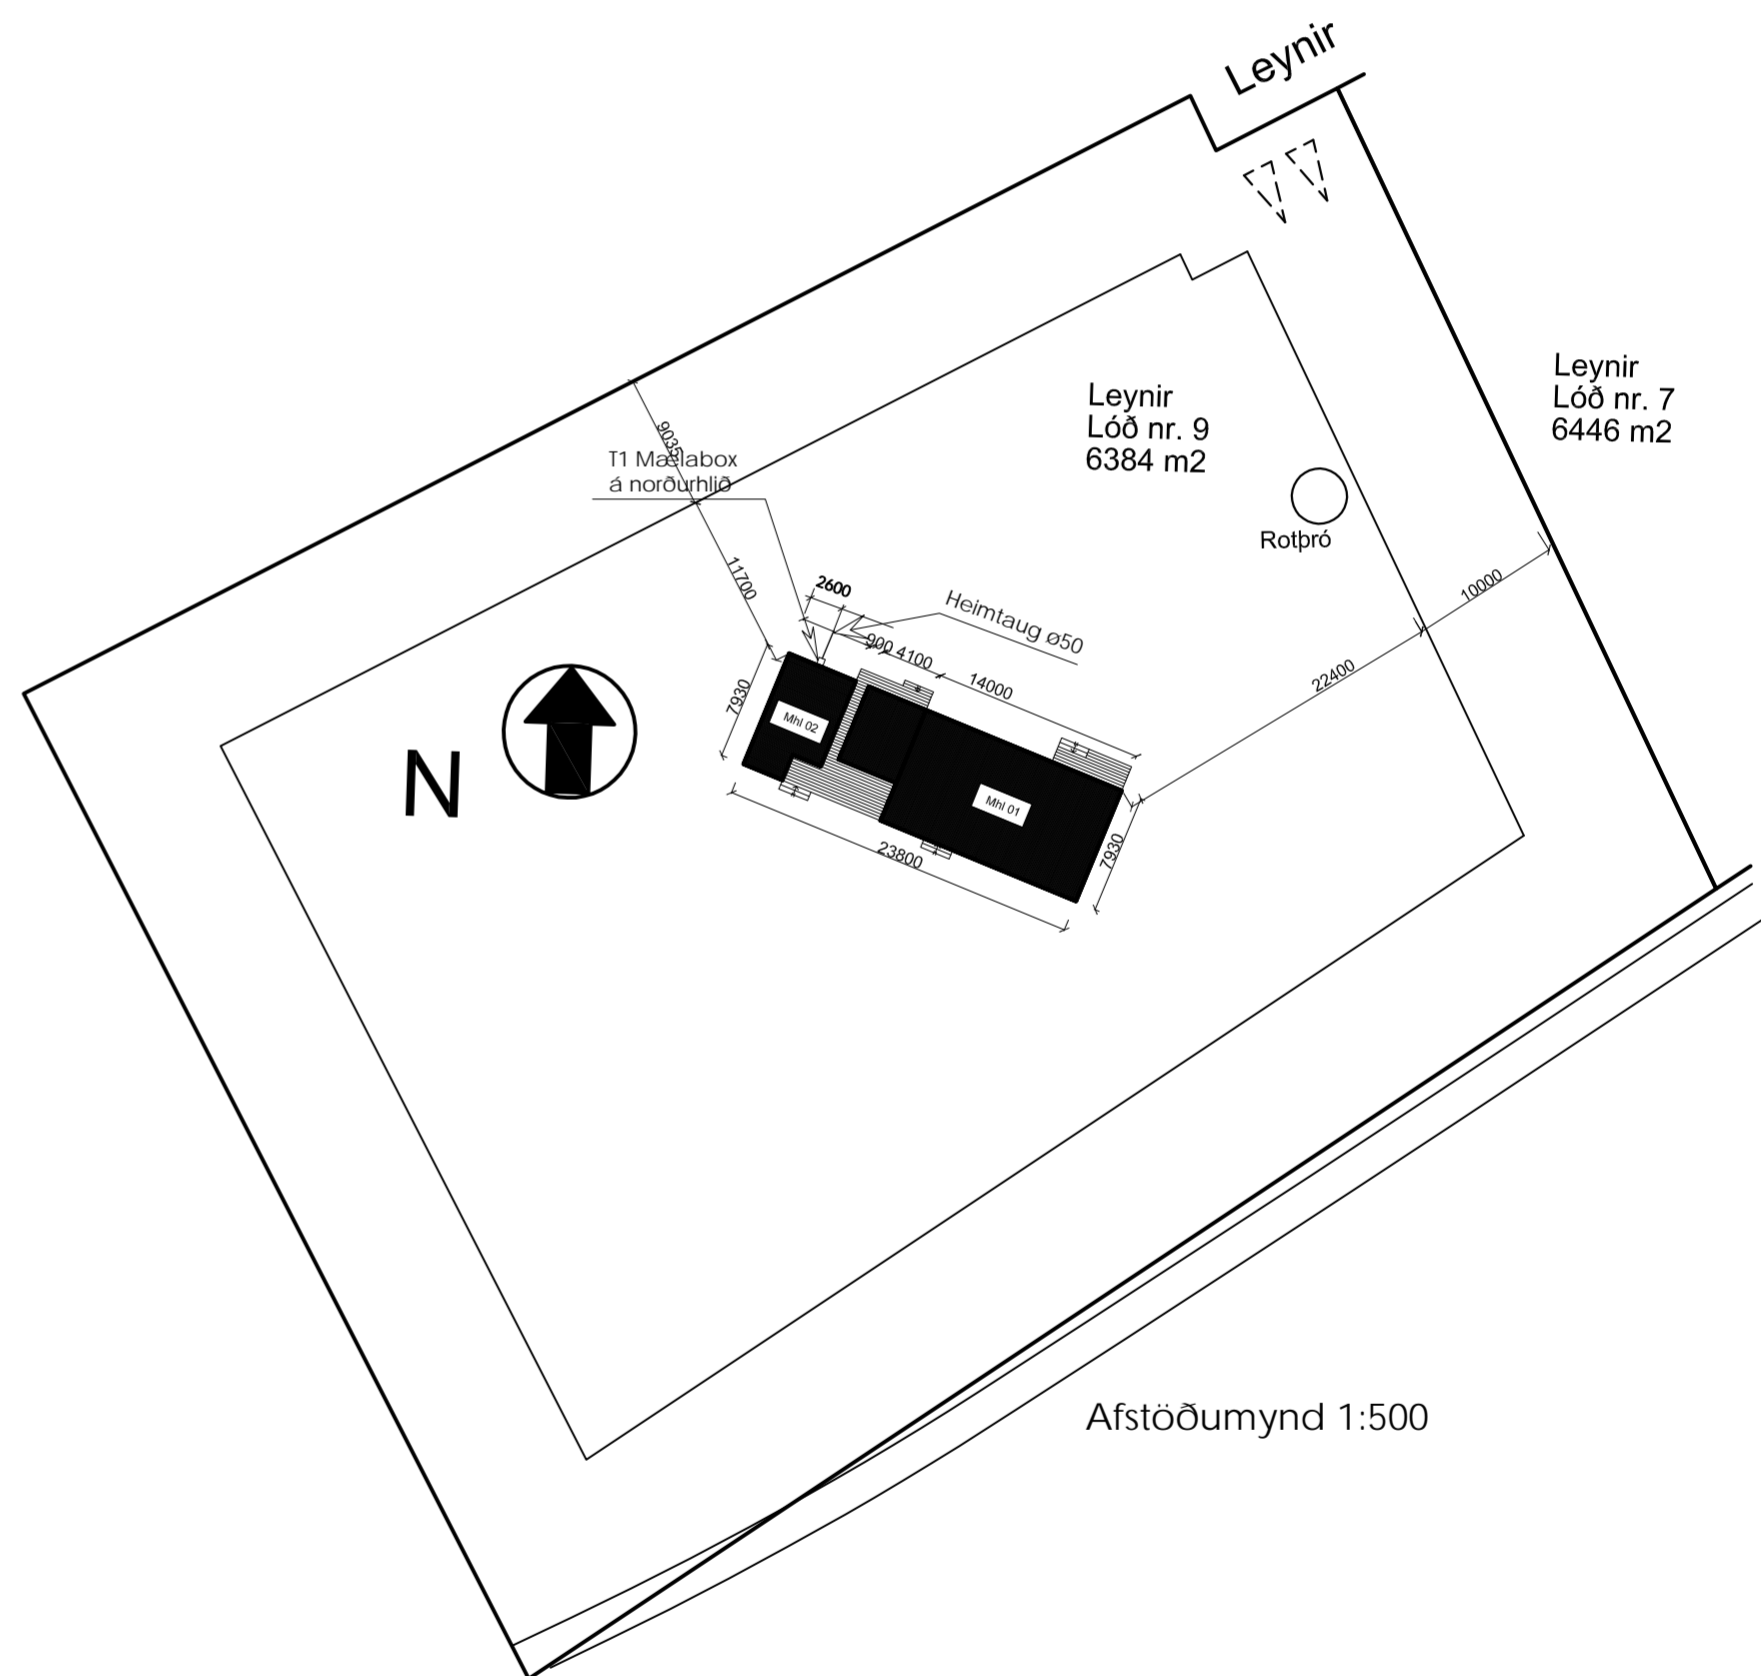 Leynir
Leynir
Lóð nr. 7
6446 m2
Leynir
Lóð nr. 9
6384 m2
T1 Mælabox
á norðurhlið
11700
2600
Heimtaug ø50
900
4100
14000
Rotþró
10000
22400
7930
Mhl 02
Mhl 01
7930
23800
N
Afstöðumynd 1:500